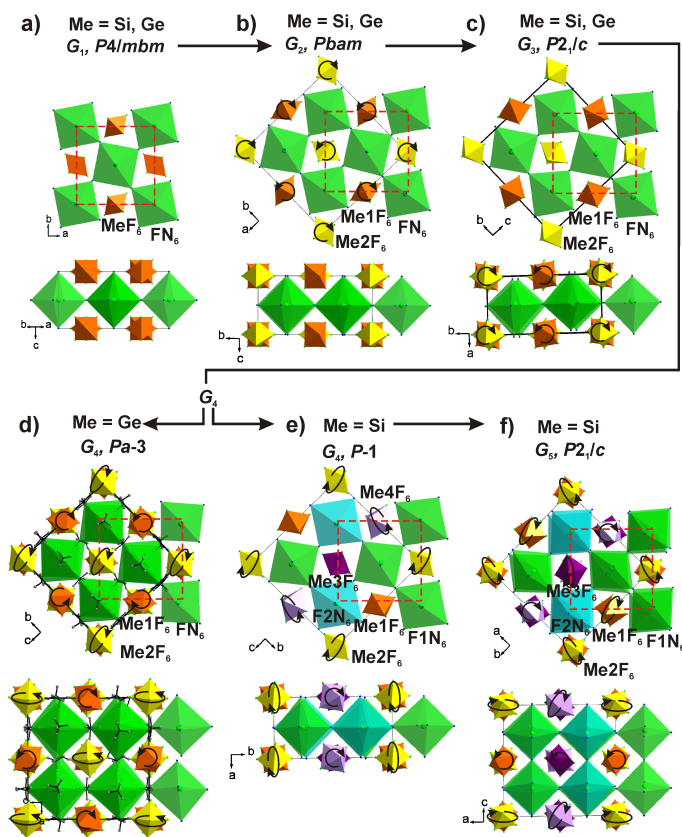 a) Me = Si, Ge
G₁, P4/mbm
b) Me = Si, Ge
G₂, Pbam
c) Me = Si, Ge
G₃, P2₁/c
MeF₆
FN₆
b
a
Me1F₆
FN₆
Me2F₆
b
a
Me1F₆
FN₆
Me2F₆
b c
b a
c
b
c
b
a
G₄
d) Me = Ge
G₄, Pa-3
e) Me = Si
G₄, P-1
f) Me = Si
G₅, P2₁/c
Me1F₆
FN₆
Me2F₆
b
c
Me4F₆
Me3F₆
F2N₆
Me1F₆
F1N₆
Me2F₆
c b
Me3F₆
F2N₆
Me1F₆
F1N₆
Me2F₆
a
b
b
a
c
a